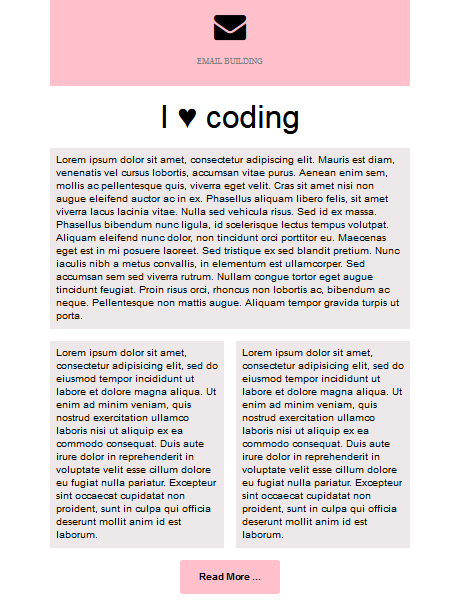 EMAIL BUILDING
I ♥ coding
Lorem ipsum dolor sit amet, consectetur adipiscing elit. Mauris est diam,
venenatis vel cursus lobortis, accumsan vitae purus. Aenean enim sem,
mollis ac pellentesque quis, viverra eget velit. Cras sit amet nisi non
augue eleifend auctor ac in ex. Phasellus aliquam libero felis, sit amet
viverra lacus lacinia vitae. Nulla sed vehicula risus. Sed id ex massa.
Phasellus bibendum nunc ligula, id scelerisque lectus tempus volutpat.
Aliquam eleifend nunc dolor, non tincidunt orci porttitor eu. Maecenas
eget est in mi posuere laoreet. Sed tristique ex sed blandit pretium. Nunc
iaculis nibh a metus convallis, in elementum est ullamcorper. Sed
accumsan sem sed viverra rutrum. Nullam congue tortor eget augue
tincidunt feugiat. Proin risus orci, rhoncus non lobortis ac, bibendum ac
neque. Pellentesque non mattis augue. Aliquam tempor gravida turpis ut
porta.
Lorem ipsum dolor sit amet,
consectetur adipisicing elit, sed do
eiusmod tempor incididunt ut
labore et dolore magna aliqua. Ut
enim ad minim veniam, quis
nostrud exercitation ullamco
laboris nisi ut aliquip ex ea
commodo consequat. Duis aute
irure dolor in reprehenderit in
voluptate velit esse cillum dolore
eu fugiat nulla pariatur. Excepteur
sint occaecat cupidatat non
proident, sunt in culpa qui officia
deserunt mollit anim id est
laborum.
Lorem ipsum dolor sit amet,
consectetur adipisicing elit, sed do
eiusmod tempor incididunt ut
labore et dolore magna aliqua. Ut
enim ad minim veniam, quis
nostrud exercitation ullamco
laboris nisi ut aliquip ex ea
commodo consequat. Duis aute
irure dolor in reprehenderit in
voluptate velit esse cillum dolore
eu fugiat nulla pariatur. Excepteur
sint occaecat cupidatat non
proident, sunt in culpa qui officia
deserunt mollit anim id est
laborum.
Read More ...